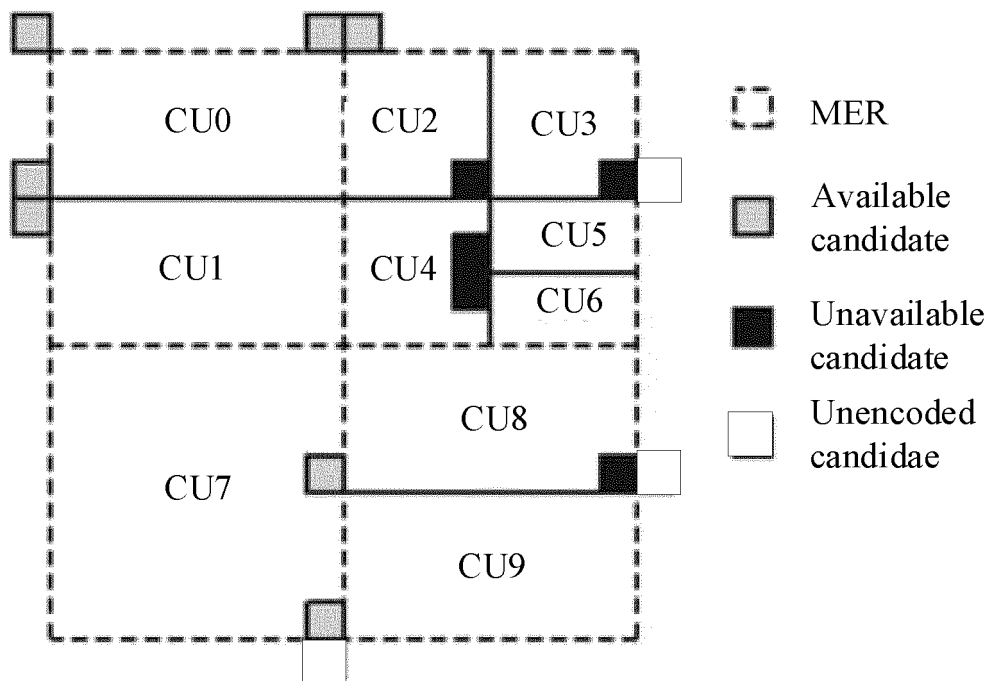 CU0
CU2
CU3
CU1
CU4
CU5
CU6
CU7
CU8
CU9
MER
Available
candidate
Unavailable
candidate
Unencoded
candidae